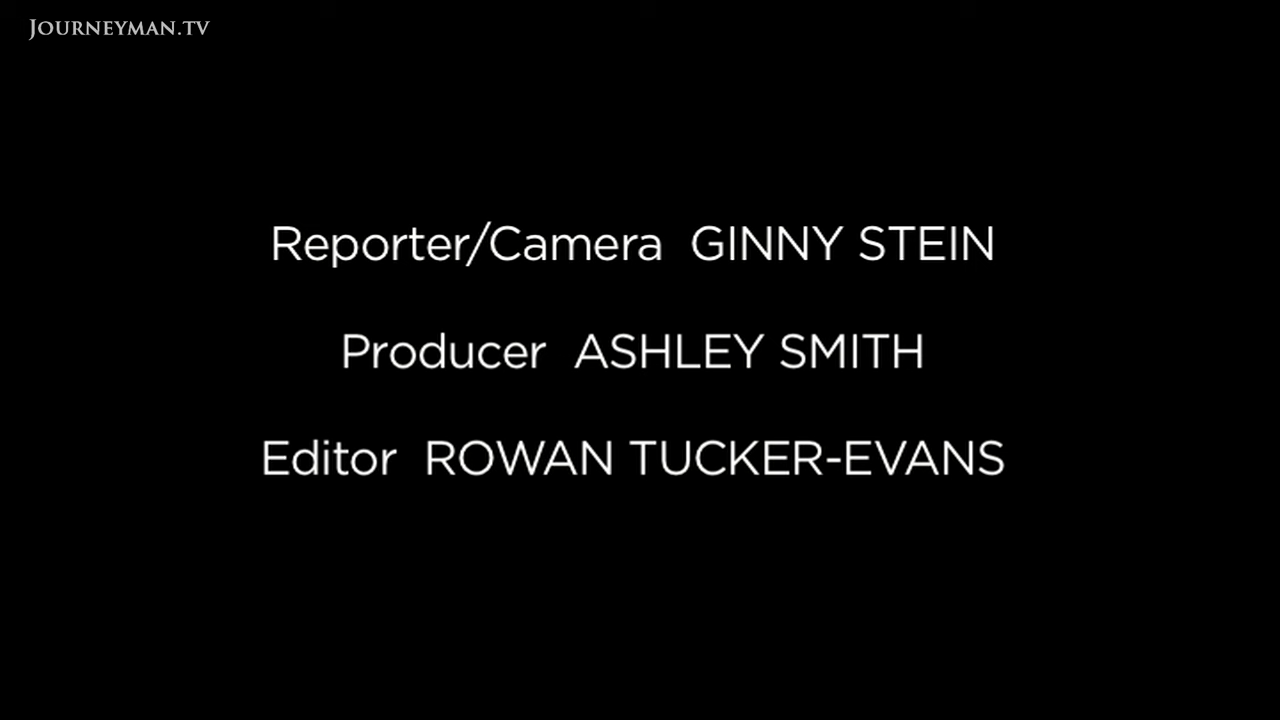 JOURNEYMAN.TV
Reporter/Camera GINNY STEIN
Producer ASHLEY SMITH
Editor ROWAN TUCKER-EVANS